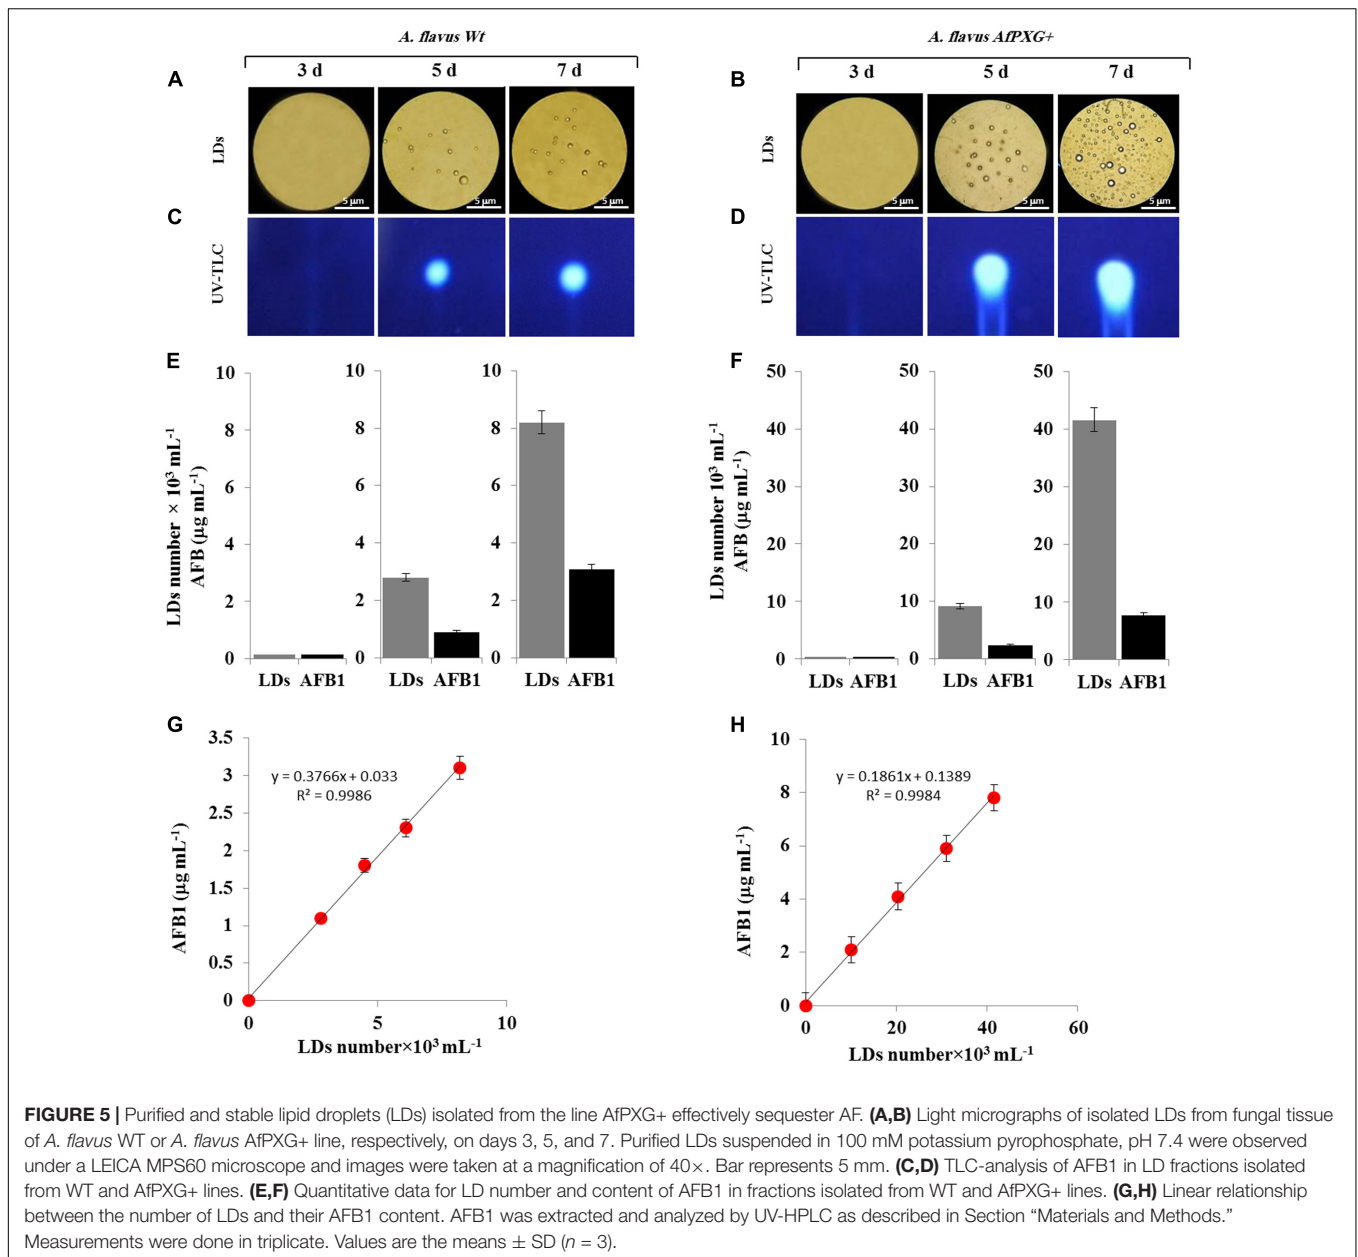 A. flavus Wt
A. flavus AfPXG+
3 d 5 d 7 d
3 d 5 d 7 d
A
B
LDs
5 µm 5 µm 5 µm
LDs
5 µm 5 µm 5 µm
C
D
UV-TLC
UV-TLC
E
LDs number × 10³ mL⁻¹
AFB (µg mL⁻¹)
10
8
6
4
2
0
LDs AFB1
10
8
6
4
2
0
LDs AFB1
10
8
6
4
2
0
LDs AFB1
F
LDs number 10³ mL⁻¹
AFB (µg mL⁻¹)
50
40
30
20
10
0
LDs AFB1
50
40
30
20
10
0
LDs AFB1
50
40
30
20
10
0
LDs AFB1
G
AFB1 (µg mL⁻¹)
3.5
3
2.5
2
1.5
1
0.5
0
y = 0.3766x + 0.033
R² = 0.9986
0 5 10
LDs number×10³ mL⁻¹
H
AFB1 (µg mL⁻¹)
10
8
6
4
2
0
y = 0.1861x + 0.1389
R² = 0.9984
0 20 40 60
LDs number×10³ mL⁻¹
FIGURE 5 | Purified and stable lipid droplets (LDs) isolated from the line AfPXG+ effectively sequester AF. (A,B) Light micrographs of isolated LDs from fungal tissue
of A. flavus WT or A. flavus AfPXG+ line, respectively, on days 3, 5, and 7. Purified LDs suspended in 100 mM potassium pyrophosphate, pH 7.4 were observed
under a LEICA MPS60 microscope and images were taken at a magnification of 40×. Bar represents 5 mm. (C,D) TLC-analysis of AFB1 in LD fractions isolated
from WT and AfPXG+ lines. (E,F) Quantitative data for LD number and content of AFB1 in fractions isolated from WT and AfPXG+ lines. (G,H) Linear relationship
between the number of LDs and their AFB1 content. AFB1 was extracted and analyzed by UV-HPLC as described in Section “Materials and Methods.”
Measurements were done in triplicate. Values are the means ± SD (n = 3).